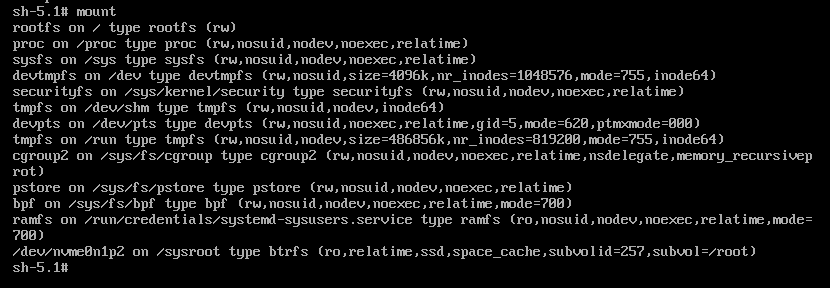 sh-5.1# mount
rootfs on / type rootfs (rw)
proc on /proc type proc (rw,nosuid,nodev,noexec,relatime)
sysfs on /sys type sysfs (rw,nosuid,nodev,noexec,relatime)
devtmpfs on /dev type devtmpfs (rw,nosuid,size=4096k,nr_inodes=1048576,mode=755,inode64)
securityfs on /sys/kernel/security type securityfs (rw,nosuid,nodev,noexec,relatime)
tmpfs on /dev/shm type tmpfs (rw,nosuid,nodev,inode64)
devpts on /dev/pts type devpts (rw,nosuid,noexec,relatime,gid=5,mode=620,ptmxmode=000)
tmpfs on /run type tmpfs (rw,nosuid,nodev,size=486856k,nr_inodes=819200,mode=755,inode64)
cgroup2 on /sys/fs/cgroup type cgroup2 (rw,nosuid,nodev,noexec,relatime,nsdelegate,memory_recursivep
rot)
pstore on /sys/fs/pstore type pstore (rw,nosuid,nodev,noexec,relatime)
bpf on /sys/fs/bpf type bpf (rw,nosuid,nodev,noexec,relatime,mode=700)
ramfs on /run/credentials/systemd-sysusers.service type ramfs (ro,nosuid,nodev,noexec,relatime,mode=
700)
/dev/nvme0n1p2 on /sysroot type btrfs (ro,relatime,ssd,space_cache,subvolid=257,subvol=/root)
sh-5.1#